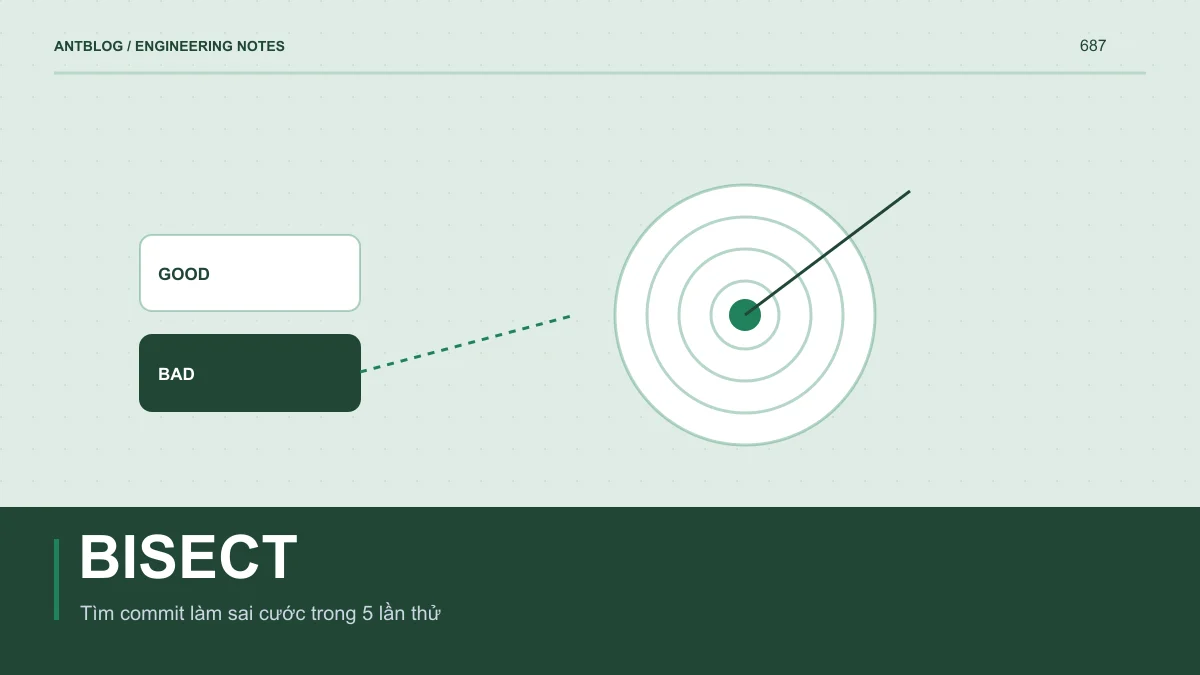 ANTBLOG / ENGINEERING NOTES
687
GOOD
BAD
BISECT
Tìm commit làm sai cước trong 5 lần thử